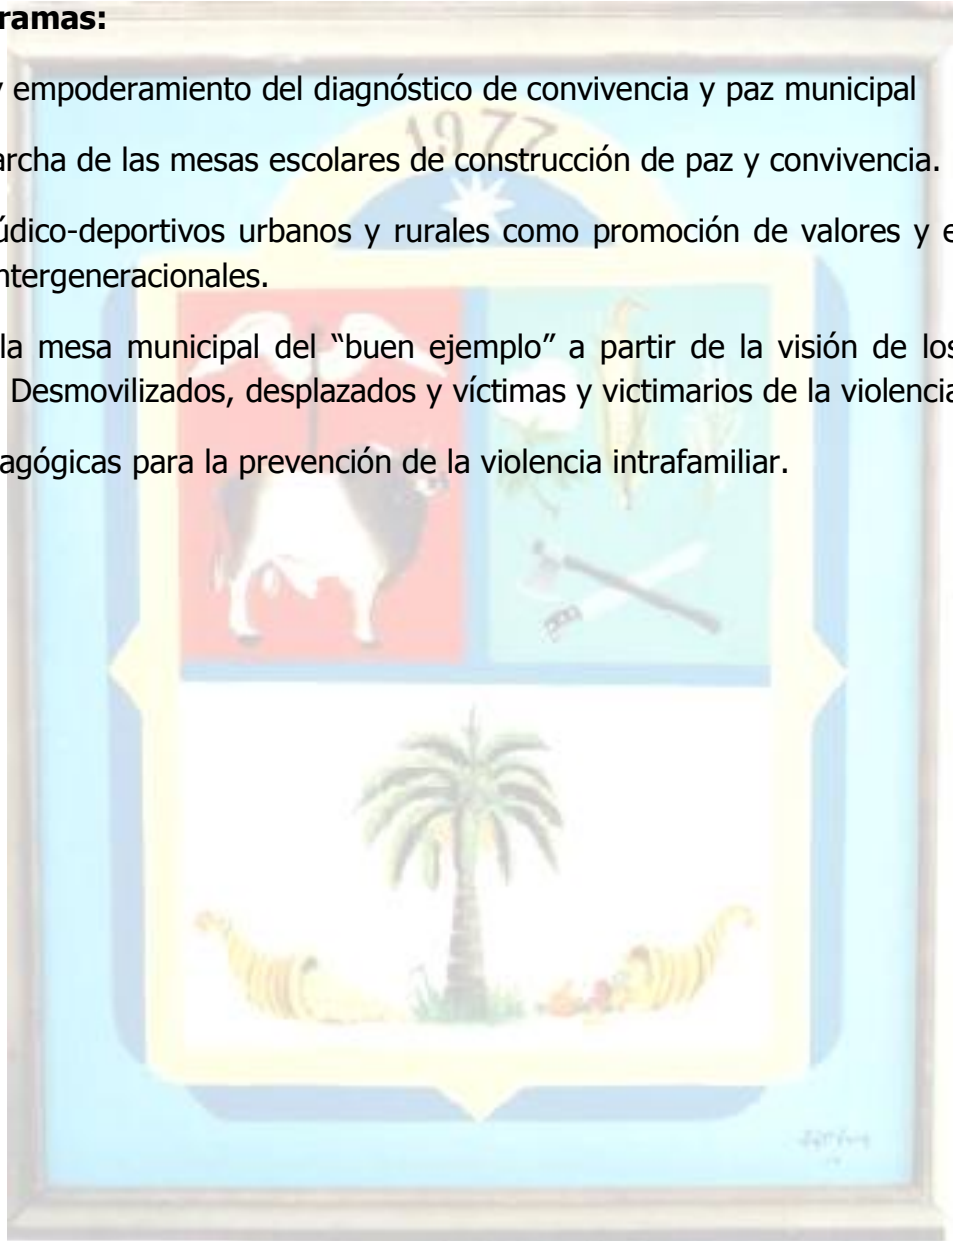 ramas:
y empoderamiento del diagnóstico de convivencia y paz municipal
1977
archa de las mesas escolares de construcción de paz y convivencia.
údico-deportivos urbanos y rurales como promoción de valores y e
ntergeneracionales.
la mesa municipal del “buen ejemplo” a partir de la visión de los
Desmovilizados, desplazados y víctimas y victimarios de la violencia
agógicas para la prevención de la violencia intrafamiliar.